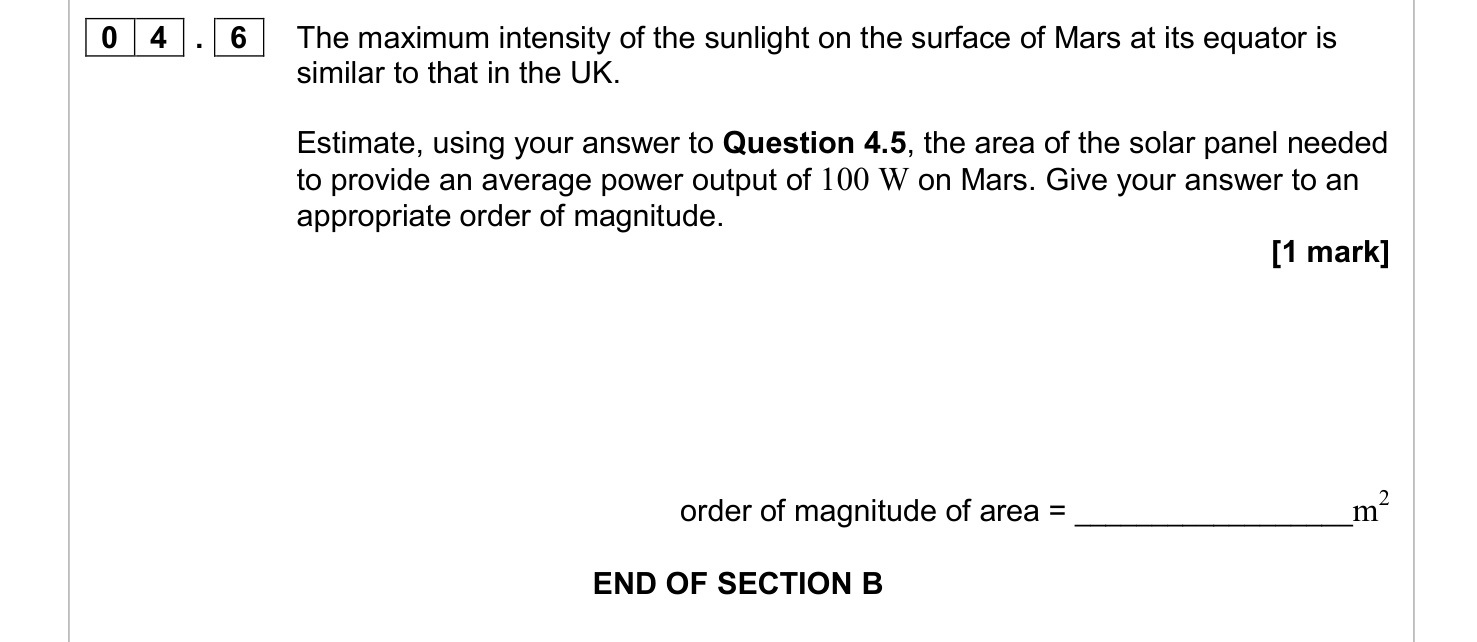 0 4 . 6 The maximum intensity of the sunlight on the surface of Mars at its equator is
similar to that in the UK.
Estimate, using your answer to Question 4.5, the area of the solar panel needed
to provide an average power output of 100 W on Mars. Give your answer to an
appropriate order of magnitude.
[1 mark]
order of magnitude of area = __________________ m²
END OF SECTION B